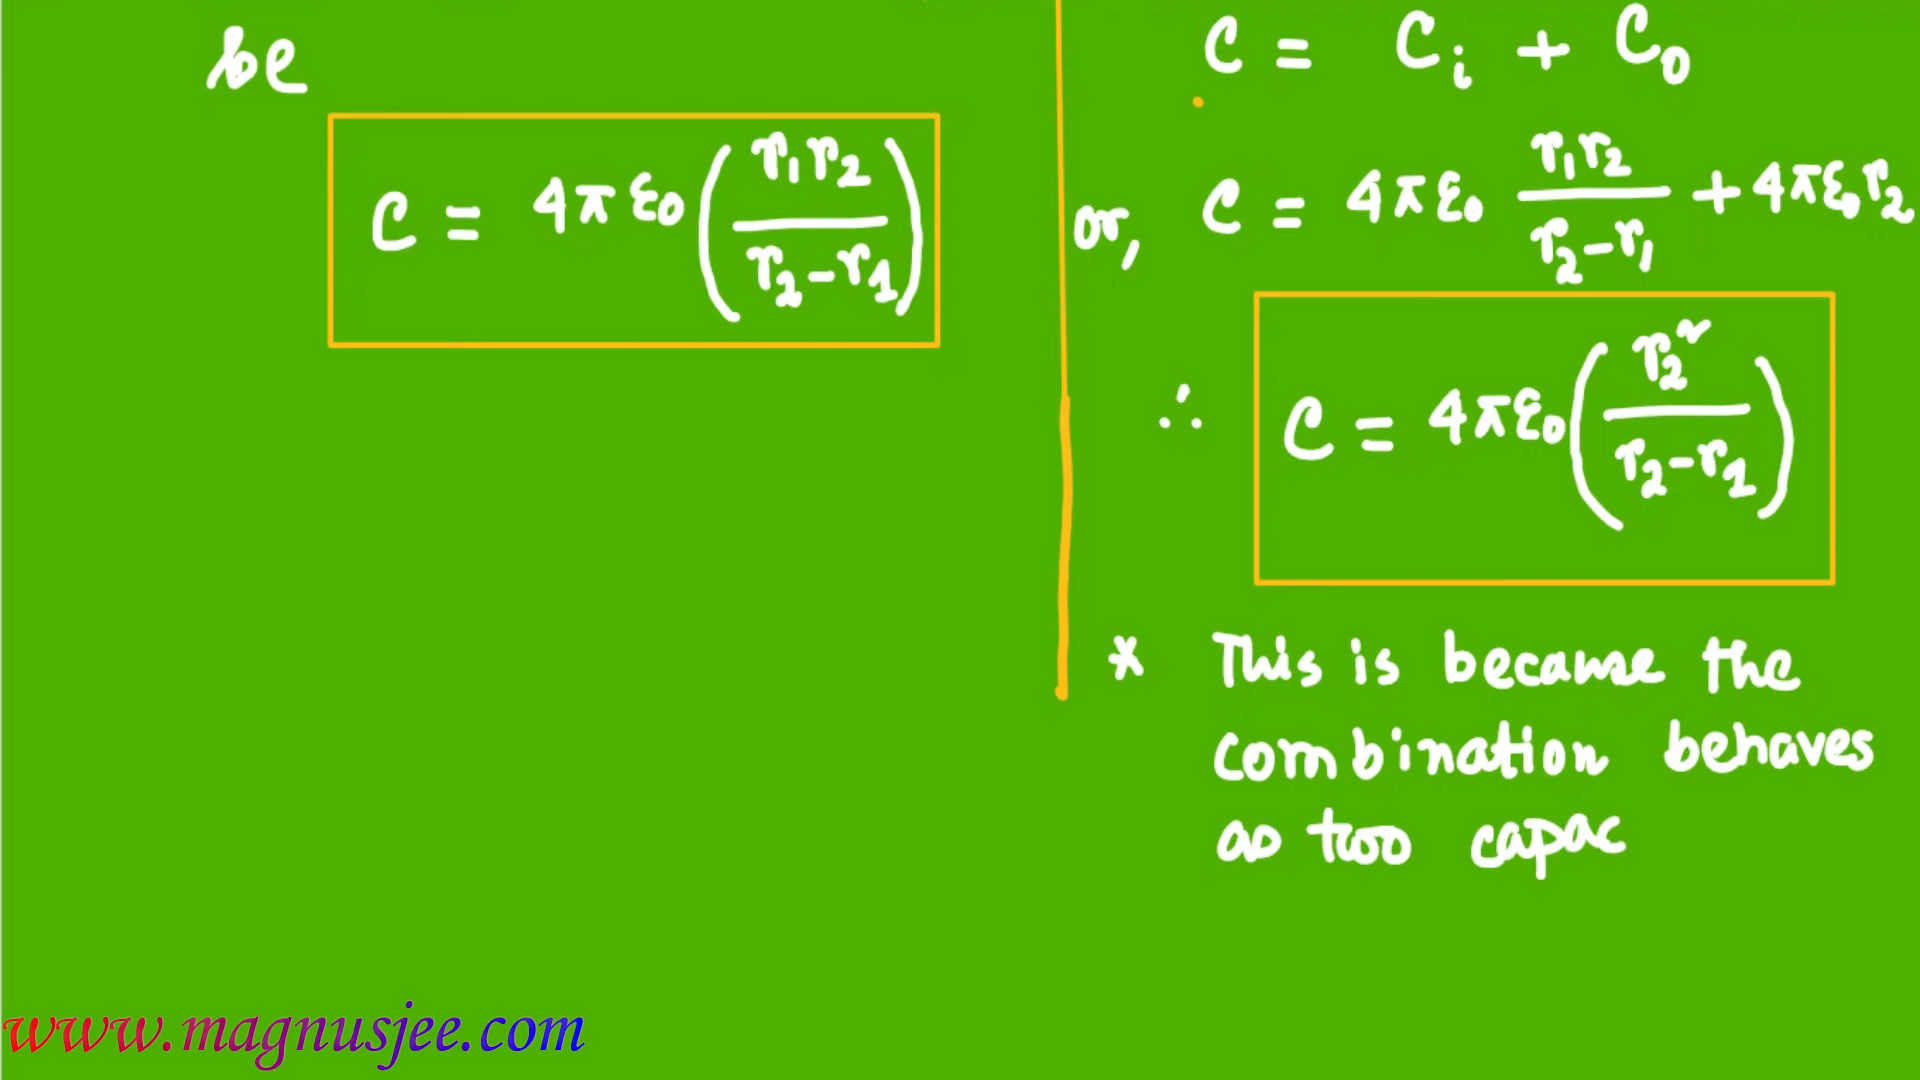 be
C = 4πε₀ (r₁r₂ / r₂-r₁)
C = Cᵢ + C₀
or, C = 4πε₀ r₁r₂ / r₂-r₁ + 4πε₀r₂
∴ C = 4πε₀ (r₂² / r₂-r₁)
* This is because the
combination behaves
as two capac
www.magnusjee.com